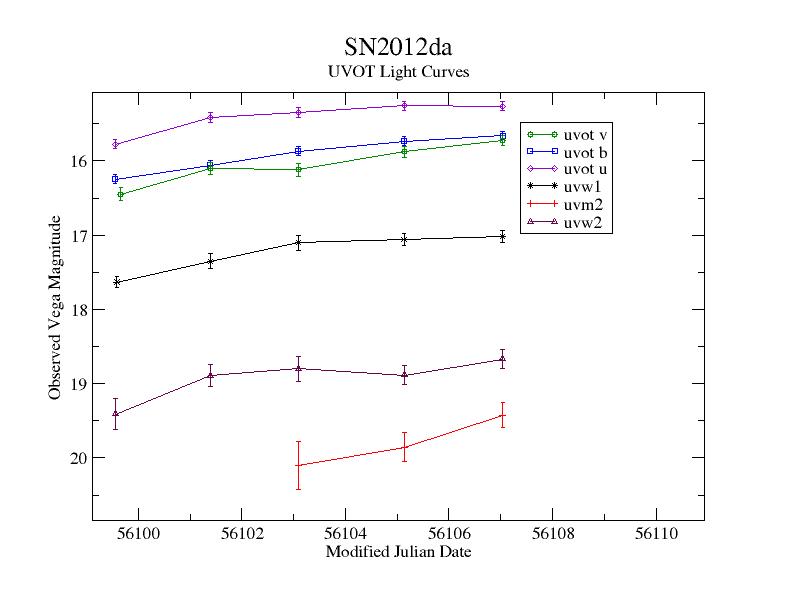 SN2012da
UVOT Light Curves
uvot v
uvot b
uvot u
uvw1
uvm2
uvw2
Observed Vega Magnitude
16
17
18
19
20
56100 56102 56104 56106 56108 56110
Modified Julian Date